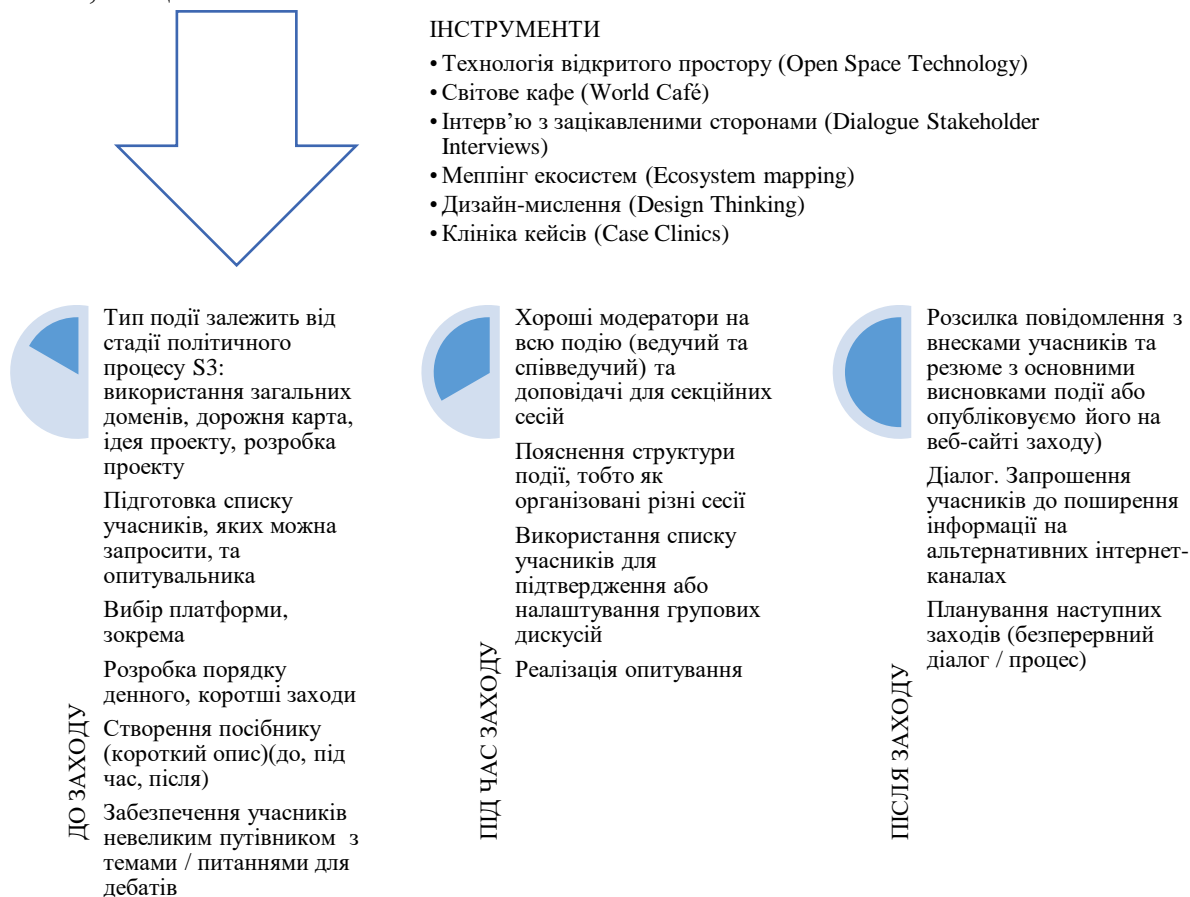 ІНСТРУМЕНТИ
• Технологія відкритого простору (Open Space Technology)
• Світове кафе (World Café)
• Інтерв’ю з зацікавленими сторонами (Dialogue Stakeholder
Interviews)
• Меппінг екосистем (Ecosystem mapping)
• Дизайн-мислення (Design Thinking)
• Клініка кейсів (Case Clinics)
ДО ЗАХОДУ
Тип події залежить від
стадії політичного
процесу S3:
використання загальних
доменів, дорожня карта,
ідея проекту, розробка
проекту
Підготовка списку
учасників, яких можна
запросити, та
опитувальника
Вибір платформи,
зокрема
Розробка порядку
денного, коротші заходи
Створення посібнику
(короткий опис)(до, під
час, після)
Забезпечення учасників
невеликим путівником з
темами / питаннями для
дебатів
ПІД ЧАС ЗАХОДУ
Хороші модератори на
всю подію (ведучий та
співведучий) та
доповідачі для секційних
сесій
Пояснення структури
події, тобто як
організовані різні сесії
Використання списку
учасників для
підтвердження або
налаштування групових
дискусій
Реалізація опитування
ПІСЛЯ ЗАХОДУ
Розсилка повідомлення з
внесками учасників та
резюме з основними
висновками події або
опубліковуємо його на
веб-сайті заходу)
Діалог. Запрошення
учасників до поширення
інформації на
альтернативних інтернет-
каналах
Планування наступних
заходів (безперервний
діалог / процес)